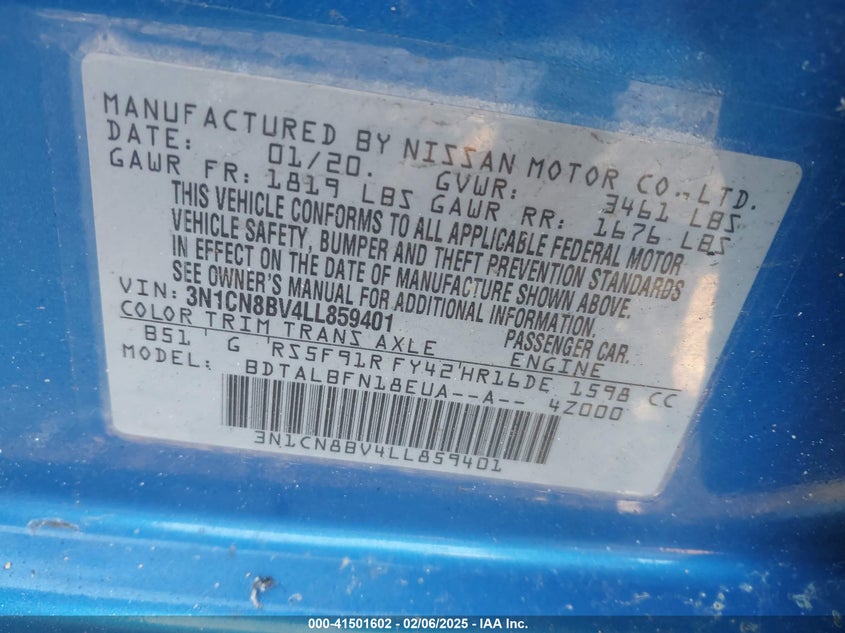 MANUFACTURED BY NISSAN MOTOR CO., LTD.
DATE: 01/20. GVWR: 3461 LBS
GAWR FR: 1819 LBS GAWR RR: 1676 LBS
THIS VEHICLE CONFORMS TO ALL APPLICABLE FEDERAL MOTOR
VEHICLE SAFETY, BUMPER AND THEFT PREVENTION STANDARDS
IN EFFECT ON THE DATE OF MANUFACTURE SHOWN ABOVE.
SEE OWNER'S MANUAL FOR ADDITIONAL INFORMATION.
VIN: 3N1CN8BV4LL859401 PASSENGER CAR.
COLOR TRIM TRANS AXLE ENGINE
B51 G RS5F91R FY42 HR16DE 1598 CC
MODEL: BDTALBFN18EUA--A-- 4Z000
3N1CN8BV4LL859401
000-41501602 | 02/06/2025 - IAA Inc.